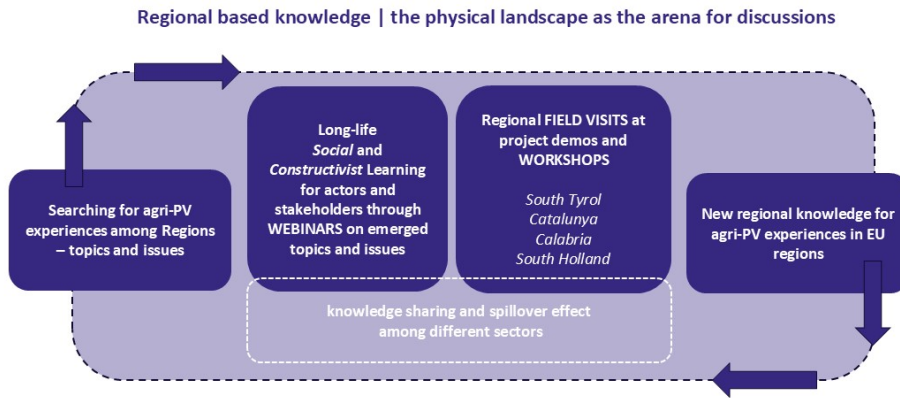 Regional based knowledge | the physical landscape as the arena for discussions
Searching for agri-PV
experiences among Regions
– topics and issues
Long-life
Social and
Constructivist Learning
for actors and
stakeholders through
WEBINARS on emerged
topics and issues
Regional FIELD VISITS at
project demos and
WORKSHOPS
South Tyrol
Catalunya
Calabria
South Holland
New regional knowledge for
agri-PV experiences in EU
regions
knowledge sharing and spillover effect
among different sectors